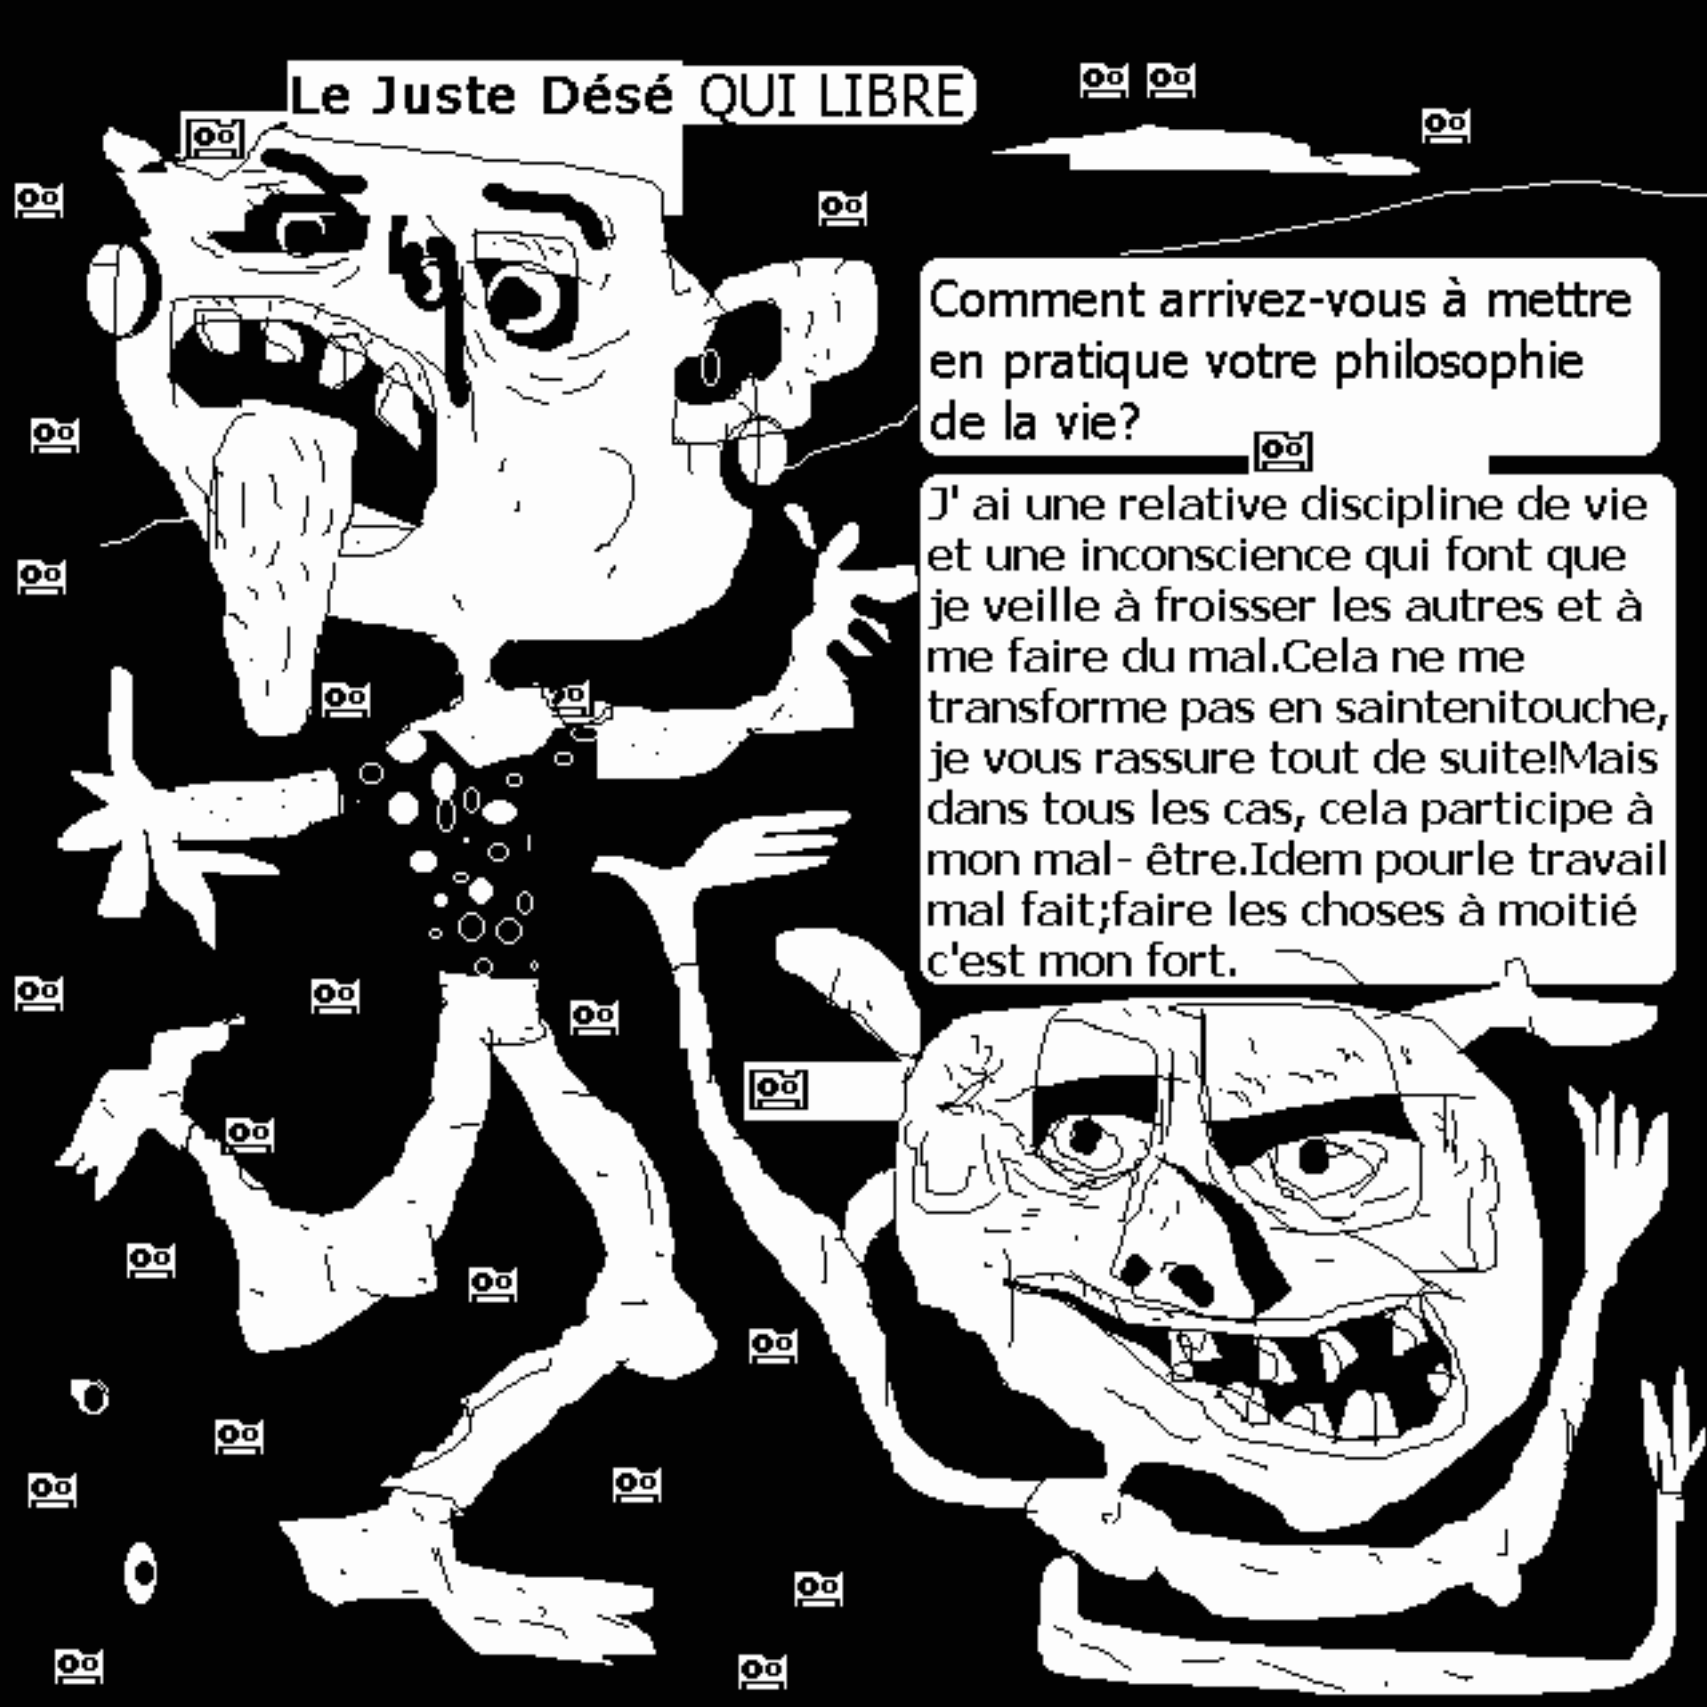 Le Juste Désé QUI LIBRE
Comment arrivez-vous à mettre
en pratique votre philosophie
de la vie?
J' ai une relative discipline de vie
et une inconscience qui font que
je veille à froisser les autres et à
me faire du mal.Cela ne me
transforme pas en saintenitouche,
je vous rassure tout de suite!Mais
dans tous les cas, cela participe à
mon mal- être.Idem pourle travail
mal fait;faire les choses à moitié
c'est mon fort.